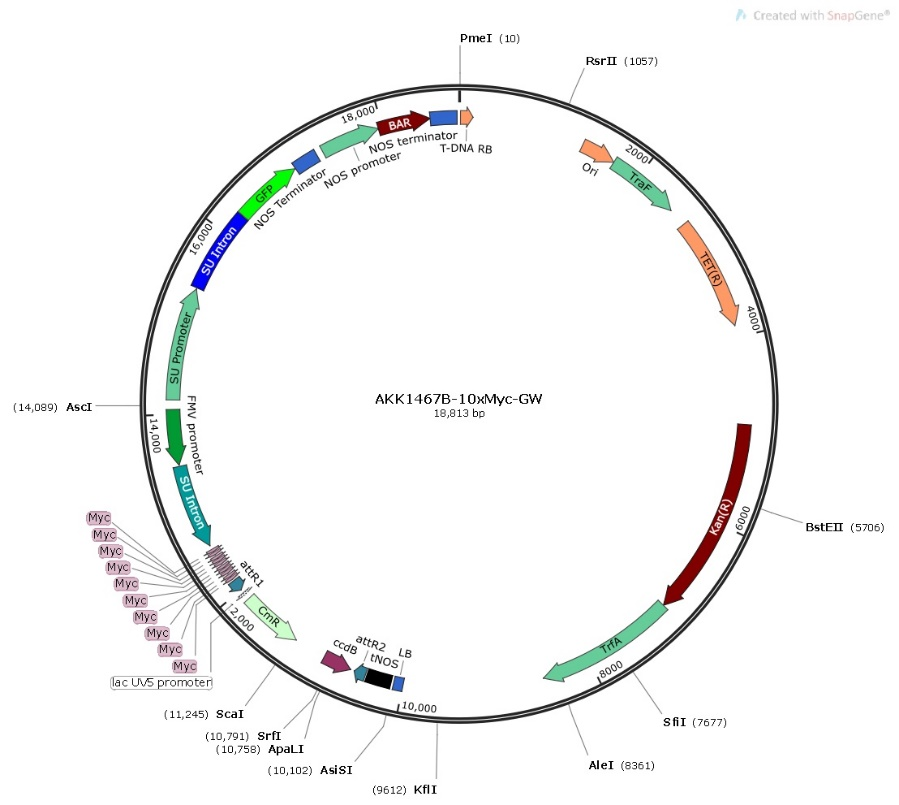 Created with SnapGene®
PmeI (10)
RsrII (1057)
18,000
BAR
NOS terminator
T-DNA RB
NOS promoter
GFP
NOS Terminator
Ori
2000
TraF
TET(R)
4000
16,000
SU Intron
SU Promoter
AKK1467B-10xMyc-GW
18,813 bp
(14,089) AscI
14,000
FMV promoter
SU Intron
Kan(R)
6000
BstEII (5706)
Myc
Myc
Myc
Myc
Myc
Myc
Myc
Myc
Myc
Myc
attR1
2,000
CmR
lac UV5 promoter
ccdB
attR2
tNOS
LB
TrfA
8000
10,000
(11,245) ScaI
(10,791) SrfI
(10,758) ApaLI
(10,102) AsiSI
(9612) KflI
SfiI (7677)
AleI (8361)